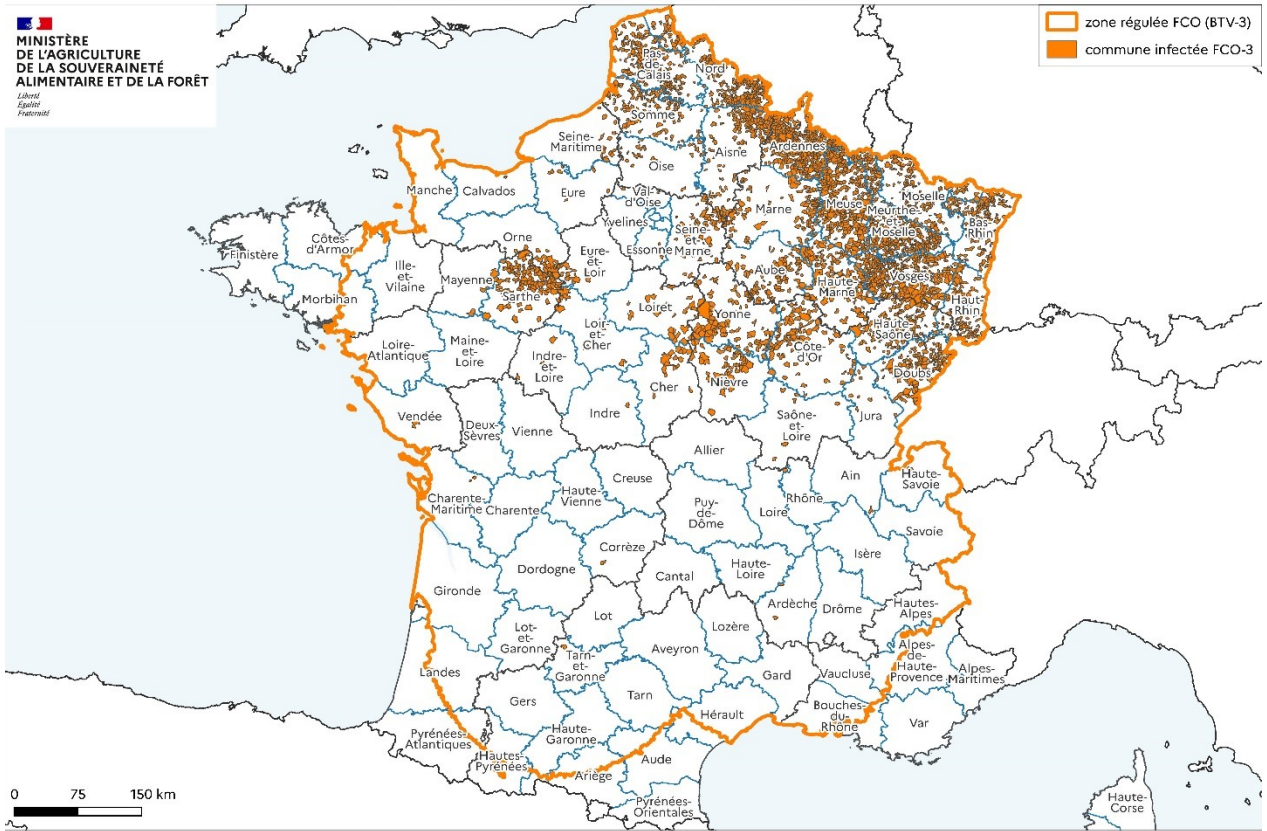 MINISTÈRE
DE L'AGRICULTURE
DE LA SOUVERAINETÉ
ALIMENTAIRE ET DE LA FORÊT
Liberté
Égalité
Fraternité
zone régulée FCO (BTV-3)
commune infectée FCO-3
Pas-
de-
Calais
Nord
Somme
Seine-
Maritime
Oise
Aisne
Ardennes
Manche
Calvados
Eure
Val-
d'Oise
Yvelines
Essonne
Seine-
et-
Marne
Marne
Meuse
Meurthe-
et-
Moselle
Moselle
Bas-
Rhin
Finistère
Côtes-
d'Armor
Morbihan
Ille-
et-
Vilaine
Mayenne
Orne
Sarthe
Eure-
et-
Loir
Loiret
Yonne
Aube
Haute-
Marne
Vosges
Haut-
Rhin
Haute-
Saône
Loire-
Atlantique
Maine-
et-
Loire
Indre-
et-
Loire
Loir-
et-
Cher
Cher
Nièvre
Côte-
d'Or
Doubs
Vendée
Deux-
Sèvres
Vienne
Indre
Saône-
et-
Loire
Jura
Allier
Charente-
Maritime
Charente
Haute-
Vienne
Creuse
Puy-
de-
Dôme
Loire
Rhône
Ain
Haute-
Savoie
Savoie
Isère
Corrèze
Dordogne
Gironde
Cantal
Haute-
Loire
Ardèche
Drôme
Hautes-
Alpes
Lot
Lot-
et-
Garonne
Aveyron
Lozère
Landes
Tarn-
et-
Garonne
Gers
Tarn
Gard
Vaucluse
Alpes-
de-
Haute-
Provence
Alpes-
Maritimes
Hérault
Bouches-
du-
Rhône
Var
Pyrénées-
Atlantiques
Hautes-
Pyrénées
Haute-
Garonne
Ariège
Aude
Pyrénées-
Orientales
Haute-
Corse
0 75 150 km